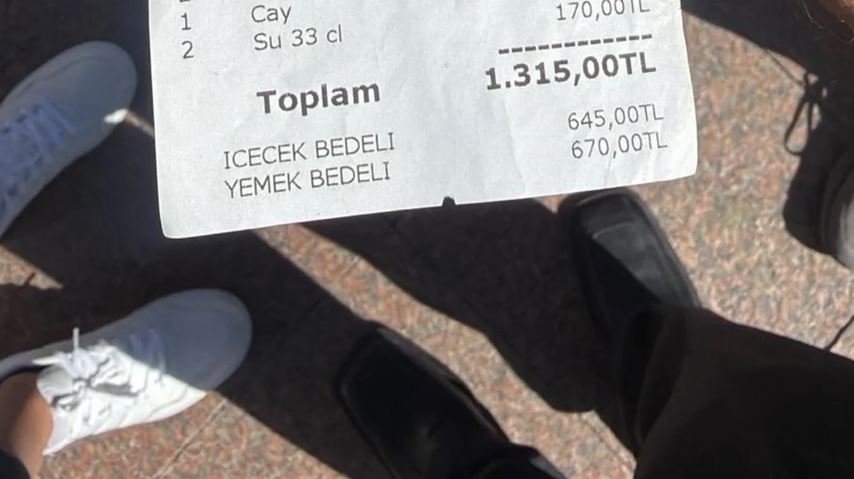 1 Cay 170,00TL
2 Su 33 cl
------------
Toplam 1.315,00TL
ICECEK BEDELI 645,00TL
YEMEK BEDELI 670,00TL